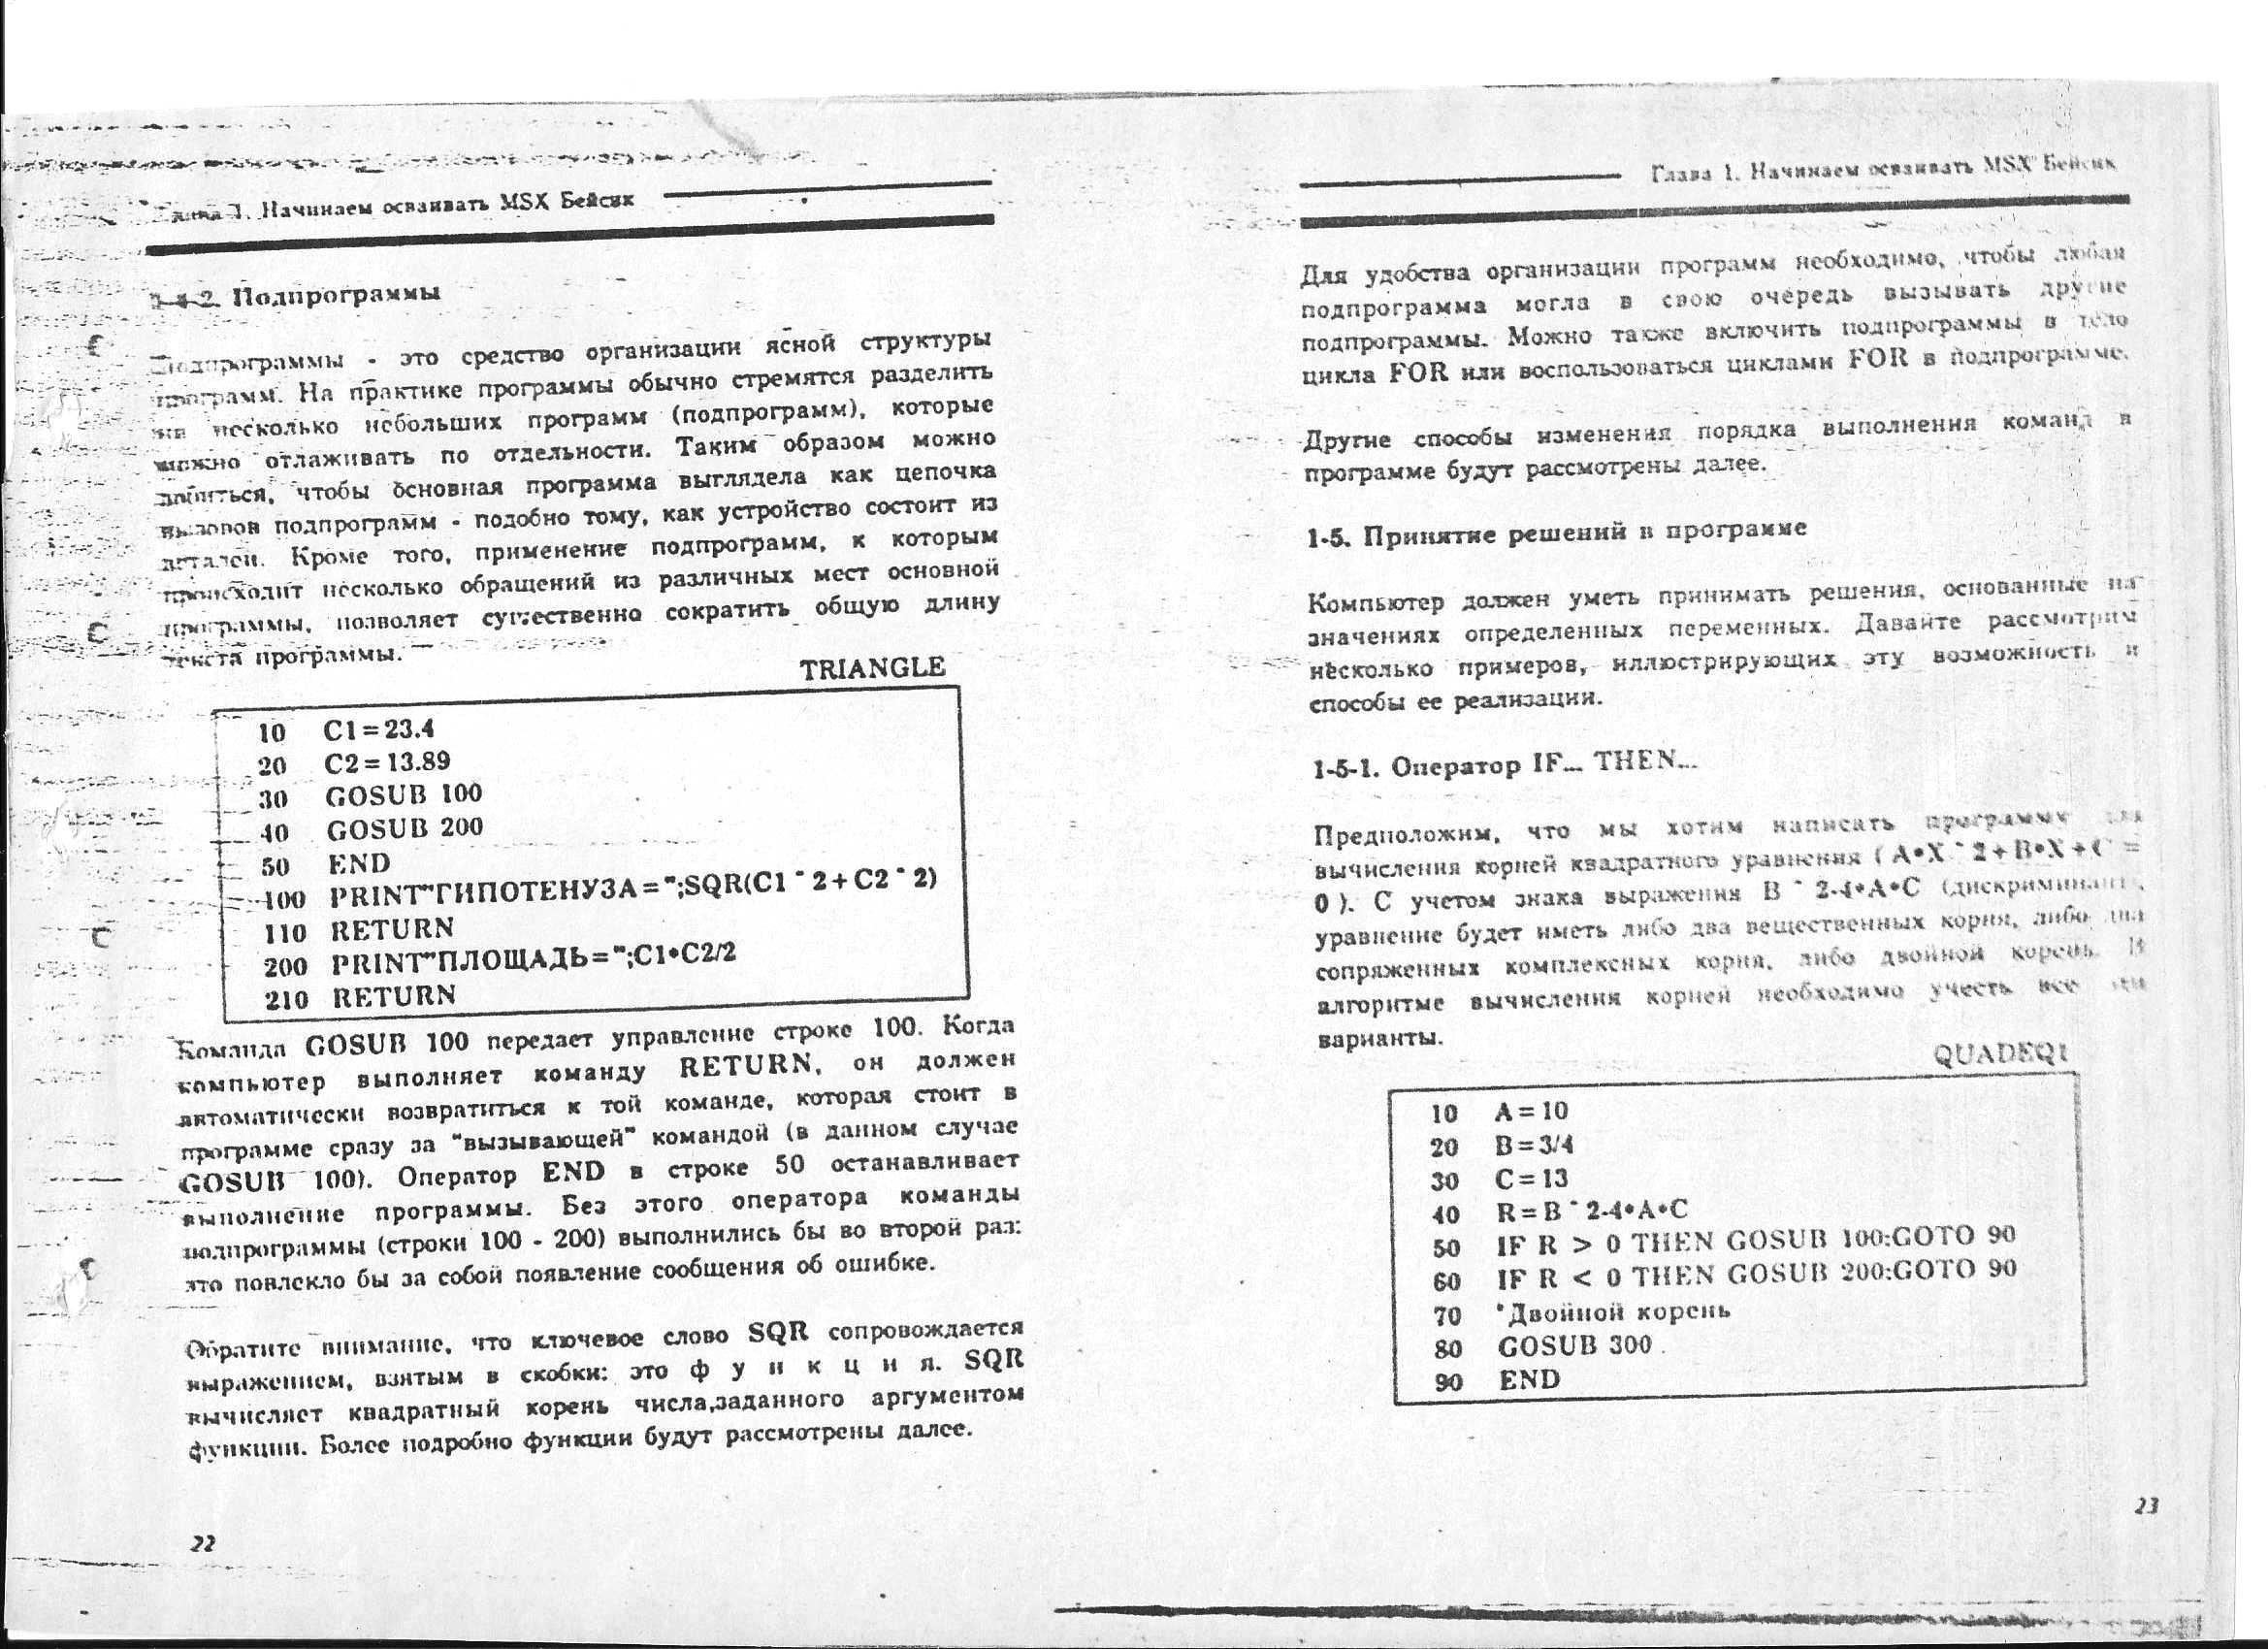 Глава 1. Начинаем осваивать MSX Бейсик
1-4-2. Подпрограммы
Подпрограммы - это средство организации ясной структуры
программ. На практике программы обычно стремятся разделить
на несколько небольших программ (подпрограмм), которые
можно отлаживать по отдельности. Таким образом можно
добиться, чтобы основная программа выглядела как цепочка
вызовов подпрограмм - подобно тому, как устройство состоит из
деталей. Кроме того, применение подпрограмм, к которым
происходит несколько обращений из различных мест основной
программы, позволяет существенно сократить общую длину
текста программы.
TRIANGLE
10 C1=23.4
20 C2=13.89
30 GOSUB 100
40 GOSUB 200
50 END
100 PRINT"ГИПОТЕНУЗА=";SQR(C1^2+C2^2)
110 RETURN
200 PRINT"ПЛОЩАДЬ=";C1*C2/2
210 RETURN
Команда GOSUB 100 передает управление строке 100. Когда
компьютер выполняет команду RETURN, он должен
автоматически возвратиться к той команде, которая стоит в
программе сразу за "вызывающей" командой (в данном случае
GOSUB 100). Оператор END в строке 50 останавливает
выполнение программы. Без этого оператора команды
подпрограммы (строки 100 - 200) выполнились бы во второй раз:
это повлекло бы за собой появление сообщения об ошибке.
Обратите внимание, что ключевое слово SQR сопровождается
выражением, взятым в скобки: это ф у н к ц и я. SQR
вычисляет квадратный корень числа,заданного аргументом
функции. Более подробно функции будут рассмотрены далее.
22
Глава 1. Начинаем осваивать MSX Бейсик
Для удобства организации программ необходимо, чтобы любая
подпрограмма могла в свою очередь вызывать другие
подпрограммы. Можно также включить подпрограммы в тело
цикла FOR или воспользоваться циклами FOR в подпрограмме.
Другие способы изменения порядка выполнения команд в
программе будут рассмотрены далее.
1-5. Принятие решений в программе
Компьютер должен уметь принимать решения, основанные на
значениях определенных переменных. Давайте рассмотрим
несколько примеров, иллюстрирующих эту возможность и
способы ее реализации.
1-5-1. Оператор IF... THEN...
Предположим, что мы хотим написать программу для
вычисления корней квадратного уравнения ( A*X^2+B*X+C =
0 ). С учетом знака выражения B^2-4*A*C (дискриминант),
уравнение будет иметь либо два вещественных корня, либо два
сопряженных комплексных корня, либо двойной корень. В
алгоритме вычисления корней необходимо учесть все эти
варианты.
QUADEQ1
10 A=10
20 B=3/4
30 C=13
40 R=B^2-4*A*C
50 IF R > 0 THEN GOSUB 100:GOTO 90
60 IF R < 0 THEN GOSUB 200:GOTO 90
70 'Двойной корень
80 GOSUB 300
90 END
23